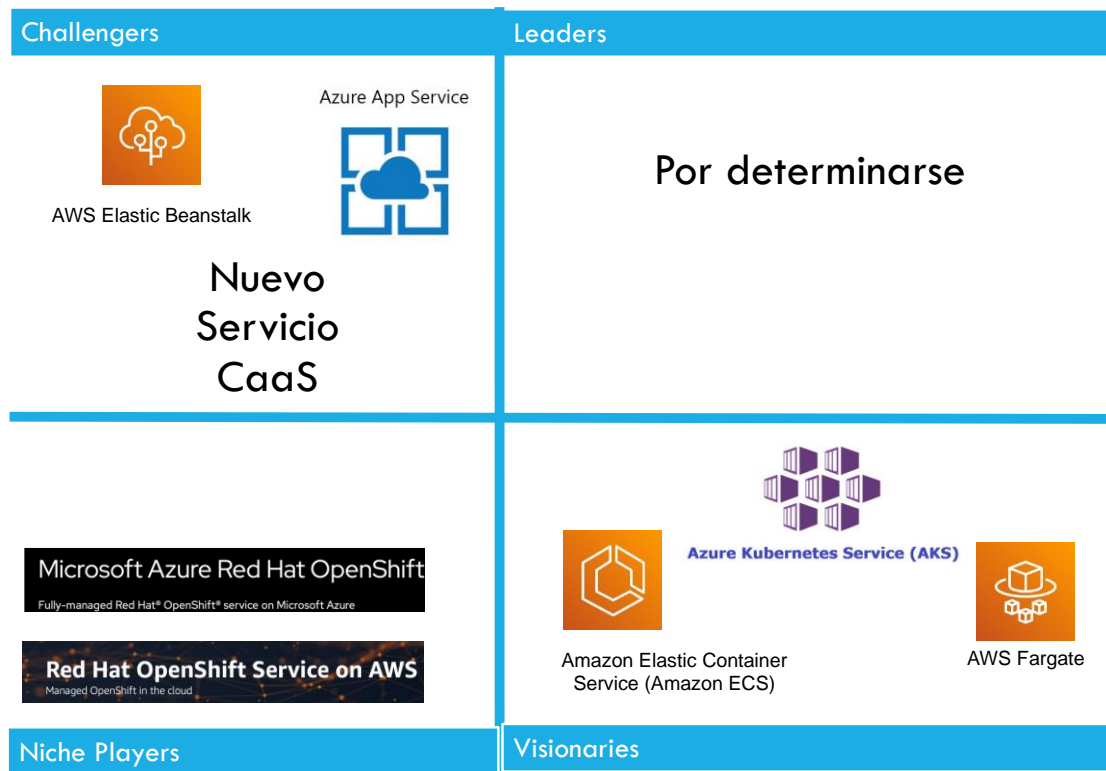 Challengers
Leaders
Azure App Service
AWS Elastic Beanstalk
Nuevo
Servicio
CaaS
Por determinarse
Microsoft Azure Red Hat OpenShift
Fully-managed Red Hat® OpenShift® service on Microsoft Azure
Red Hat OpenShift Service on AWS
Managed OpenShift in the cloud
Azure Kubernetes Service (AKS)
Amazon Elastic Container
Service (Amazon ECS)
AWS Fargate
Niche Players
Visionaries